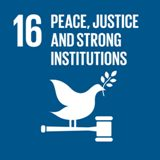 16 PEACE, JUSTICE
AND STRONG
INSTITUTIONS